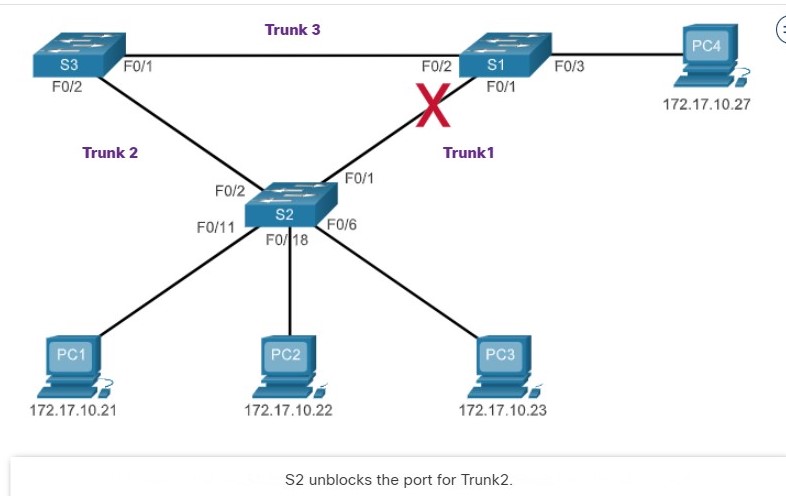 Trunk 3
S3
F0/1
F0/2
S1
F0/3
PC4
F0/2
F0/1
172.17.10.27
Trunk 2
Trunk1
F0/2
F0/1
S2
F0/11
F0/18
F0/6
PC1
PC2
PC3
172.17.10.21
172.17.10.22
172.17.10.23
S2 unblocks the port for Trunk2.